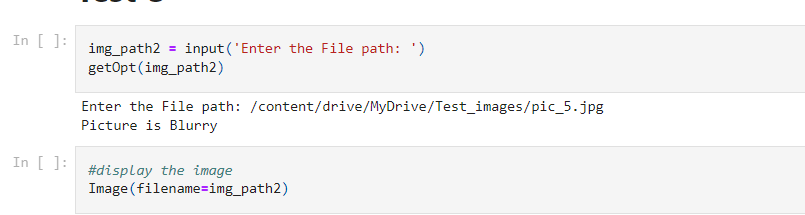 In [ ]:
img_path2 = input('Enter the File path: ')
getOpt(img_path2)
Enter the File path: /content/drive/MyDrive/Test_images/pic_5.jpg
Picture is Blurry
In [ ]:
#display the image
Image(filename=img_path2)